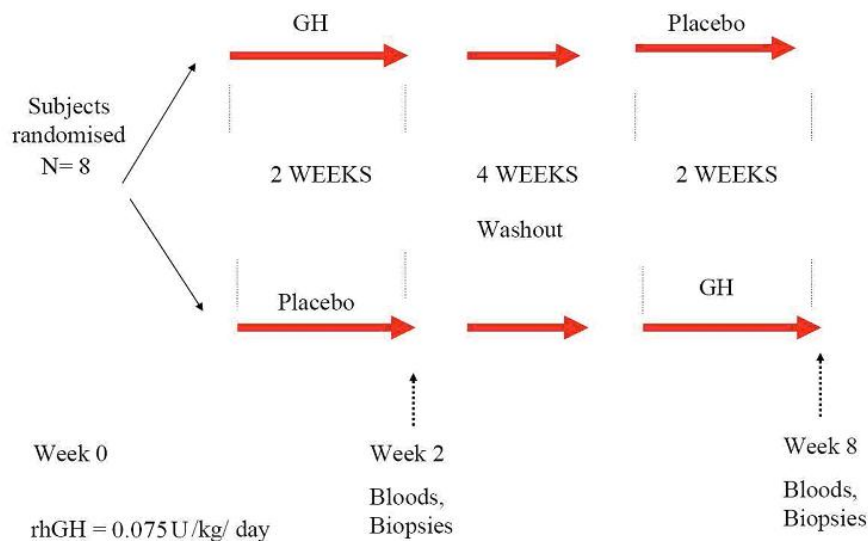 GH
Placebo
Subjects
randomised
N= 8
2 WEEKS
4 WEEKS
2 WEEKS
Washout
Placebo
GH
Week 0
Week 2
Week 8
Bloods,
Biopsies
Bloods,
Biopsies
rhGH = 0.075U/kg/ day